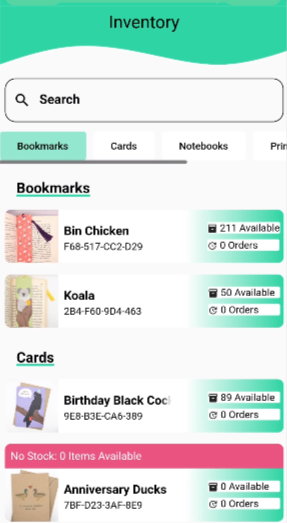 Inventory
Search
Bookmarks Cards Notebooks Prin
Bookmarks
Bin Chicken
F68-517-CC2-D29
211 Available
0 Orders
Koala
2B4-F60-9D4-463
50 Available
0 Orders
Cards
Birthday Black Coc
9E8-B3E-CA6-389
89 Available
0 Orders
No Stock: 0 Items Available
Anniversary Ducks
7BF-D23-3AF-8E9
0 Available
0 Orders